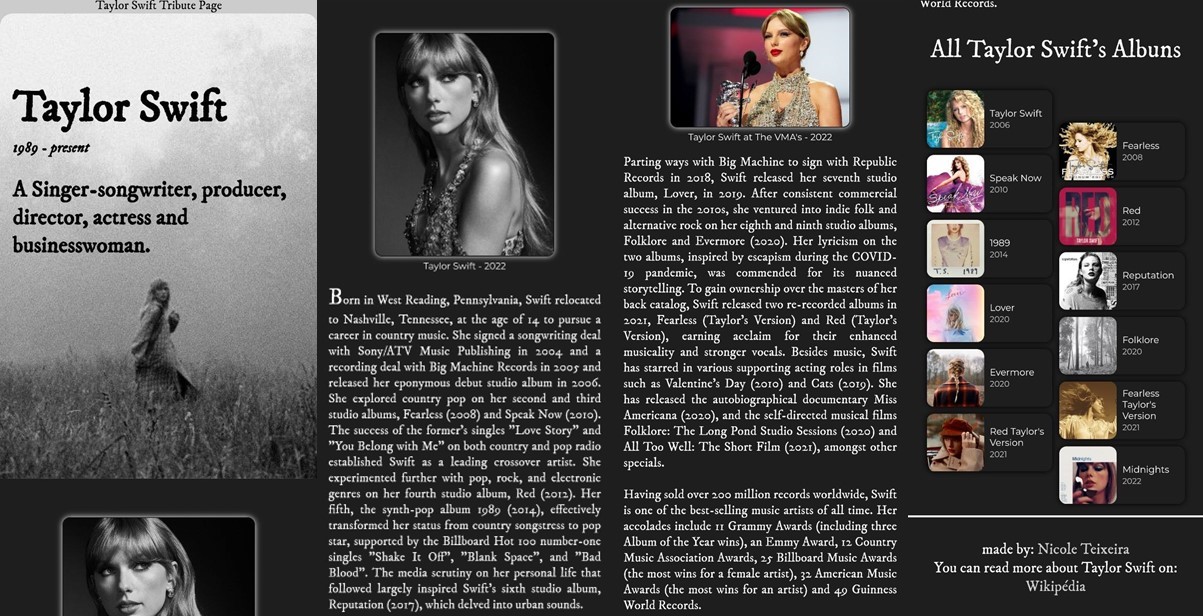 Taylor Swift Tribute Page
Taylor Swift
1989 - present
A Singer-songwriter, producer,
director, actress and
businesswoman.
Taylor Swift - 2022
Born in West Reading, Pennsylvania, Swift relocated
to Nashville, Tennessee, at the age of 14 to pursue a
career in country music. She signed a songwriting deal
with Sony/ATV Music Publishing in 2004 and a
recording deal with Big Machine Records in 2005 and
released her eponymous debut studio album in 2006.
She explored country pop on her second and third
studio albums, Fearless (2008) and Speak Now (2010).
The success of the former's singles "Love Story" and
"You Belong with Me" on both country and pop radio
established Swift as a leading crossover artist. She
experimented further with pop, rock, and electronic
genres on her fourth studio album, Red (2012). Her
fifth, the synth-pop album 1989 (2014), effectively
transformed her status from country songstress to pop
star, supported by the Billboard Hot 100 number-one
singles "Shake It Off", "Blank Space", and "Bad
Blood". The media scrutiny on her personal life that
followed largely inspired Swift's sixth studio album,
Reputation (2017), which delved into urban sounds.
Taylor Swift at The VMA's - 2022
Parting ways with Big Machine to sign with Republic
Records in 2018, Swift released her seventh studio
album, Lover, in 2019. After consistent commercial
success in the 2010s, she ventured into indie folk and
alternative rock on her eighth and ninth studio albums,
Folklore and Evermore (2020). Her lyricism on the
two albums, inspired by escapism during the COVID-
19 pandemic, was commended for its nuanced
storytelling. To gain ownership over the masters of her
back catalog, Swift released two re-recorded albums in
2021, Fearless (Taylor's Version) and Red (Taylor's
Version), earning acclaim for their enhanced
musicality and stronger vocals. Besides music, Swift
has starred in various supporting acting roles in films
such as Valentine's Day (2010) and Cats (2019). She
has released the autobiographical documentary Miss
Americana (2020), and the self-directed musical films
Folklore: The Long Pond Studio Sessions (2020) and
All Too Well: The Short Film (2021), amongst other
specials.
Having sold over 200 million records worldwide, Swift
is one of the best-selling music artists of all time. Her
accolades include 11 Grammy Awards (including three
Album of the Year wins), an Emmy Award, 12 Country
Music Association Awards, 25 Billboard Music Awards
(the most wins for a female artist), 32 American Music
Awards (the most wins for an artist) and 49 Guinness
World Records.
World Records.
All Taylor Swift's Albuns
Taylor Swift
2006
FEARLESS
Fearless
2008
Speak Now
Speak Now
2010
RED
Red
2012
T.S. 1989
1989
2014
Reputation
2017
Lover
2020
Folklore
2020
Evermore
2020
Fearless
Taylor's
Version
2021
Red Taylor's
Version
2021
Midnights
Midnights
2022
made by: Nicole Teixeira
You can read more about Taylor Swift on:
Wikipédia